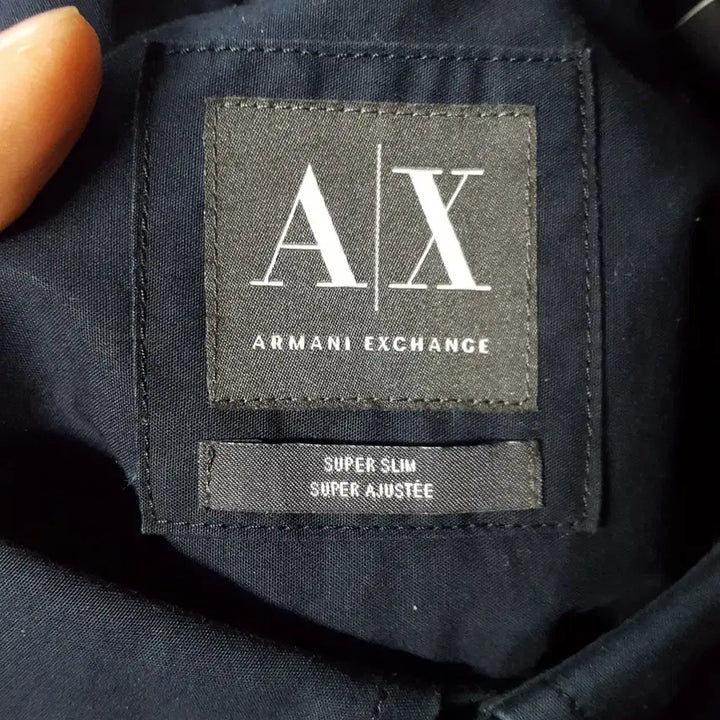 A|X
ARMANI EXCHANGE
SUPER SLIM
SUPER AJUSTÉE